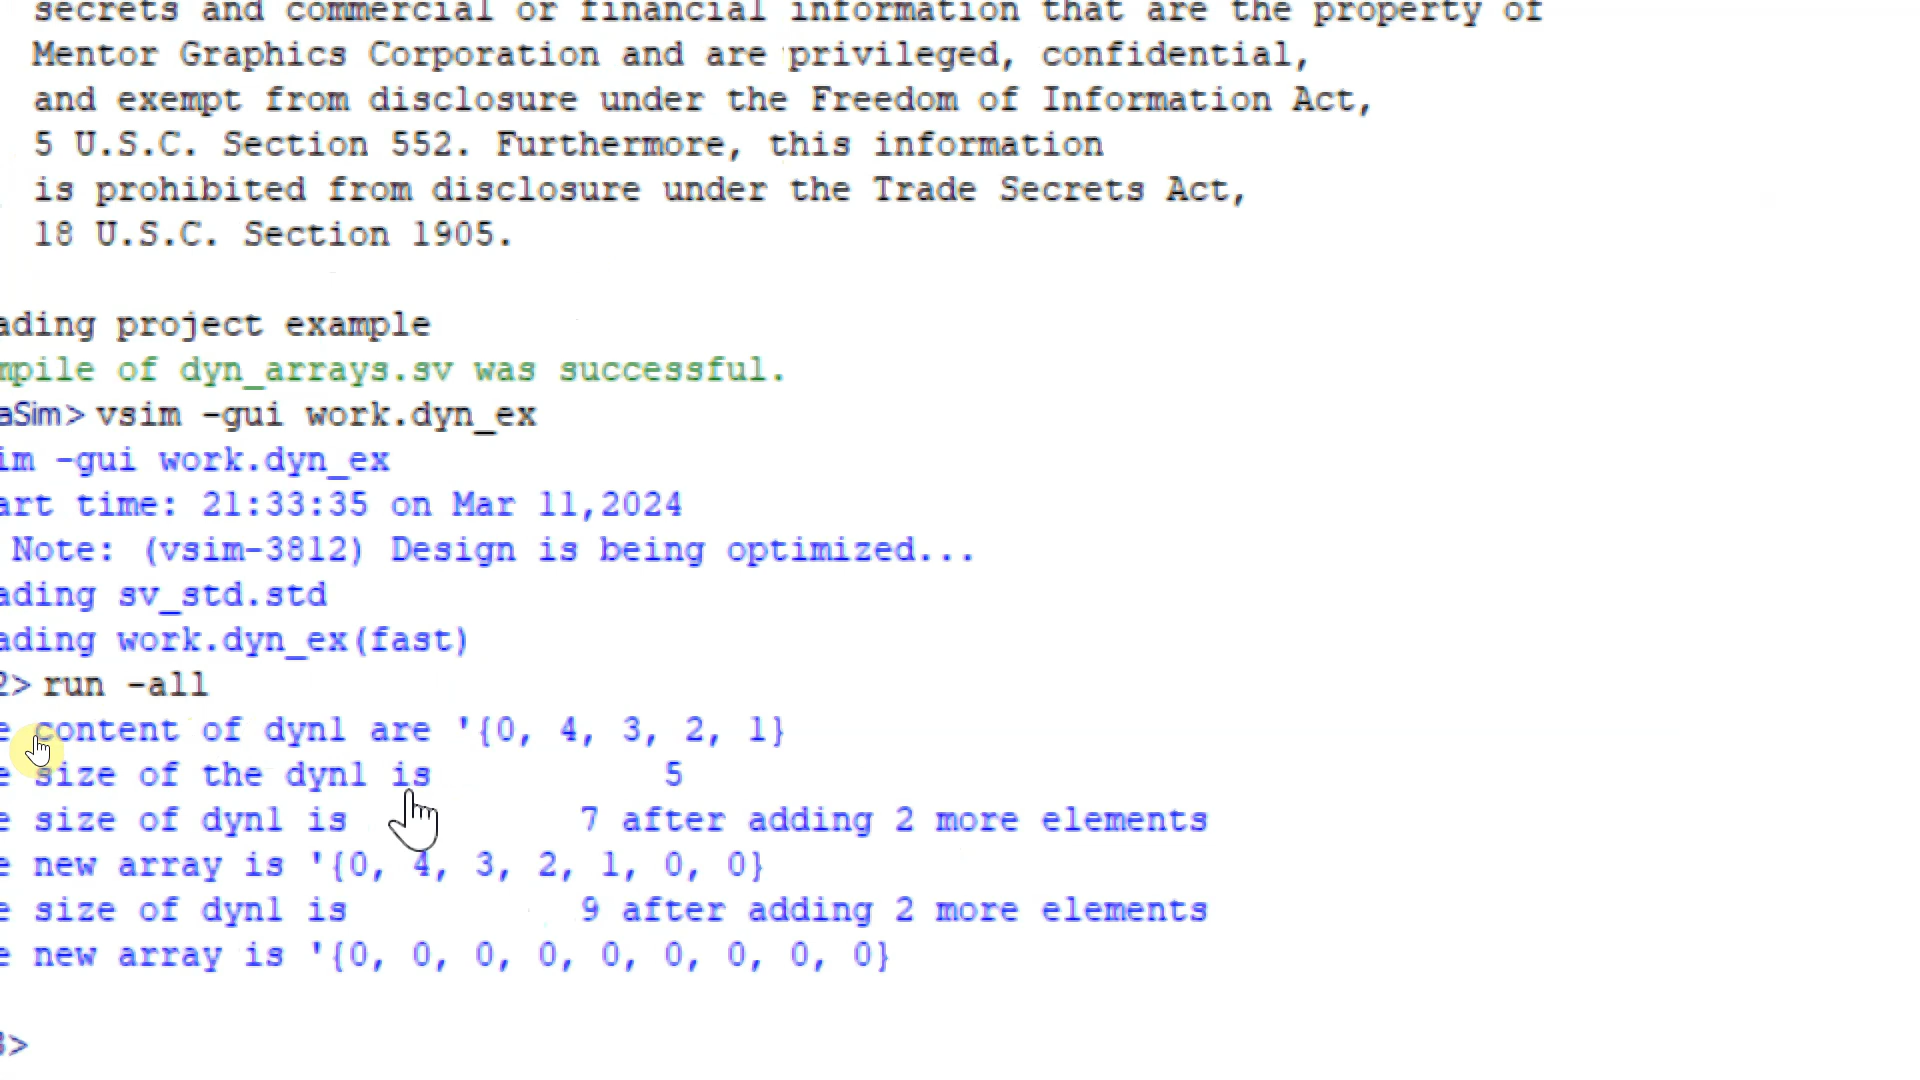 secrets and commercial or financial information that are the property of
Mentor Graphics Corporation and are privileged, confidential,
and exempt from disclosure under the Freedom of Information Act,
5 U.S.C. Section 552. Furthermore, this information
is prohibited from disclosure under the Trade Secrets Act,
18 U.S.C. Section 1905.
ading project example
mpile of dyn_arrays.sv was successful.
aSim> vsim -gui work.dyn_ex
im -gui work.dyn_ex
art time: 21:33:35 on Mar 11,2024
Note: (vsim-3812) Design is being optimized...
ading sv_std.std
ading work.dyn_ex(fast)
2> run -all
e content of dyn1 are '{0, 4, 3, 2, 1}
e size of the dyn1 is 5
e size of dyn1 is 7 after adding 2 more elements
e new array is '{0, 4, 3, 2, 1, 0, 0}
e size of dyn1 is 9 after adding 2 more elements
e new array is '{0, 0, 0, 0, 0, 0, 0, 0, 0}
3>